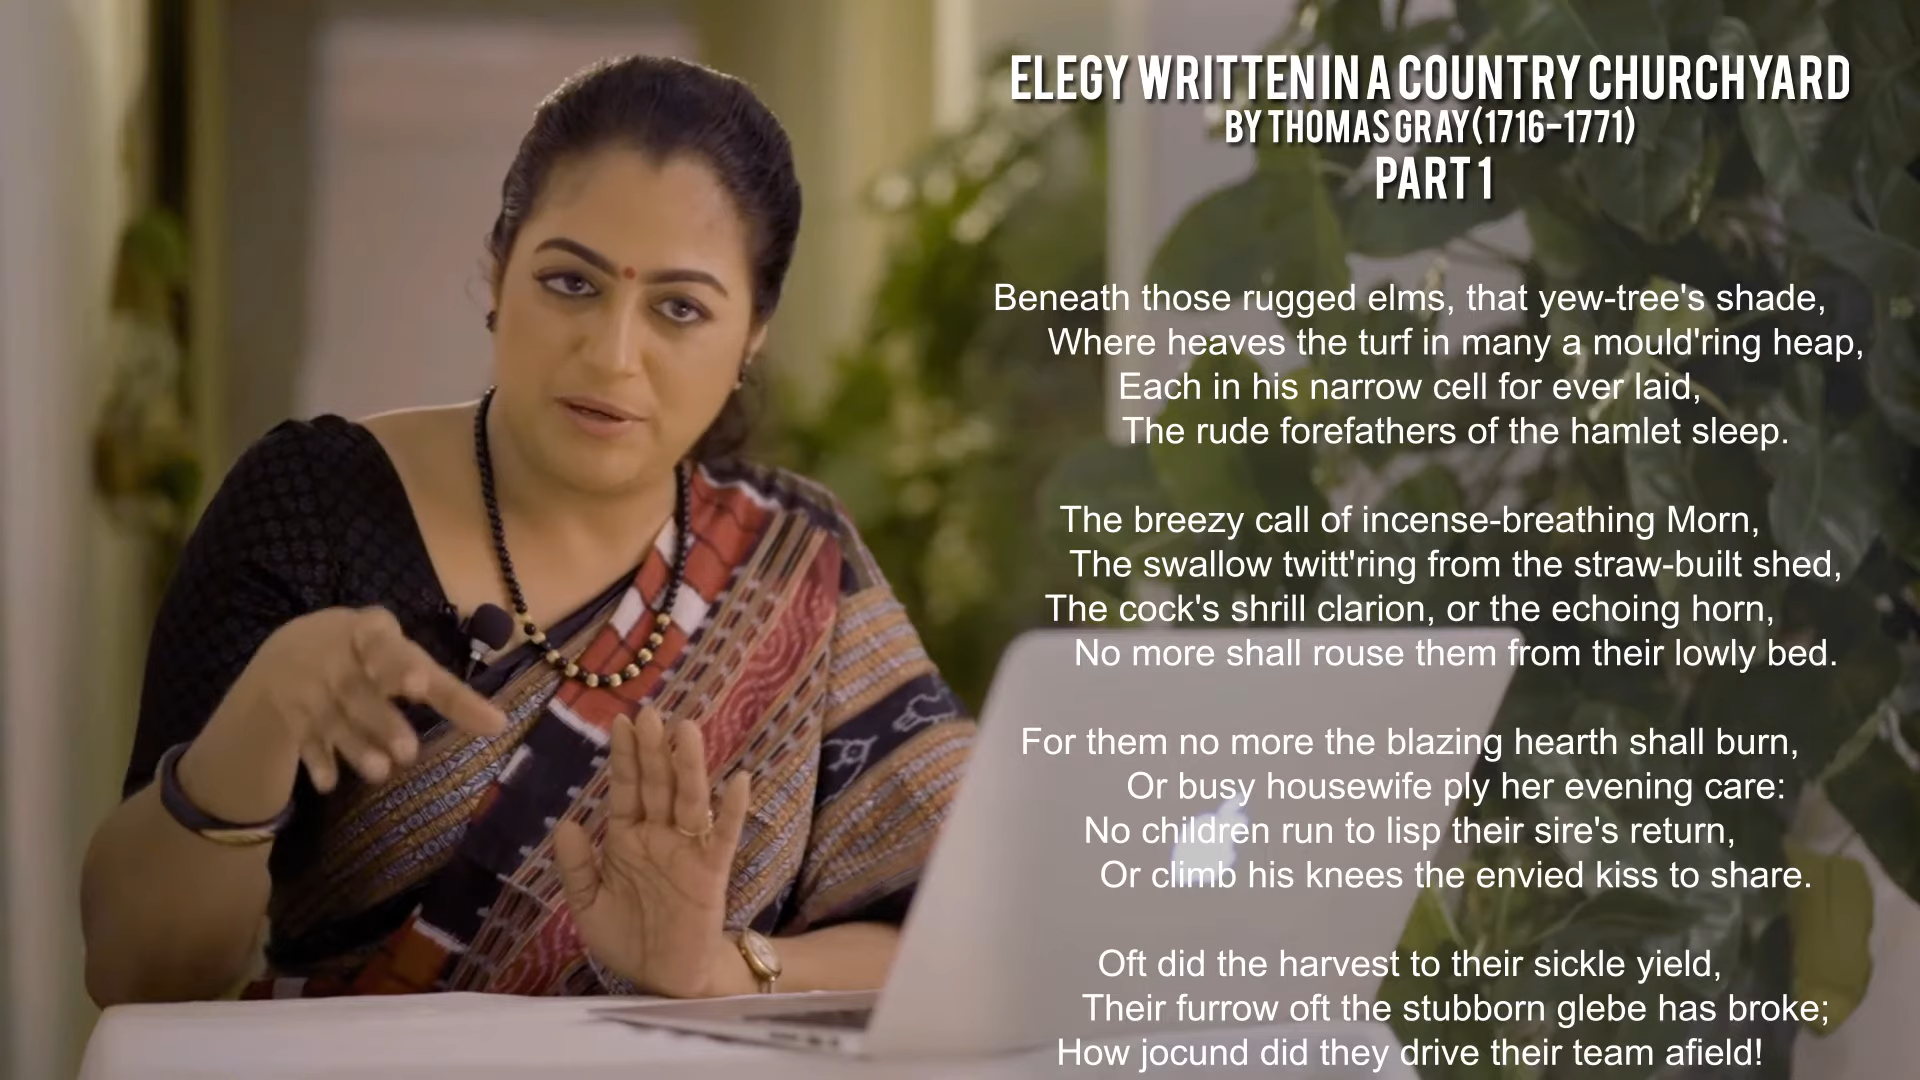 ELEGY WRITTEN IN A COUNTRY CHURCHYARD
BY THOMAS GRAY (1716-1771)
PART 1
Beneath those rugged elms, that yew-tree's shade,
Where heaves the turf in many a mould'ring heap,
Each in his narrow cell for ever laid,
The rude forefathers of the hamlet sleep.
The breezy call of incense-breathing Morn,
The swallow twitt'ring from the straw-built shed,
The cock's shrill clarion, or the echoing horn,
No more shall rouse them from their lowly bed.
For them no more the blazing hearth shall burn,
Or busy housewife ply her evening care:
No children run to lisp their sire's return,
Or climb his knees the envied kiss to share.
Oft did the harvest to their sickle yield,
Their furrow oft the stubborn glebe has broke;
How jocund did they drive their team afield!